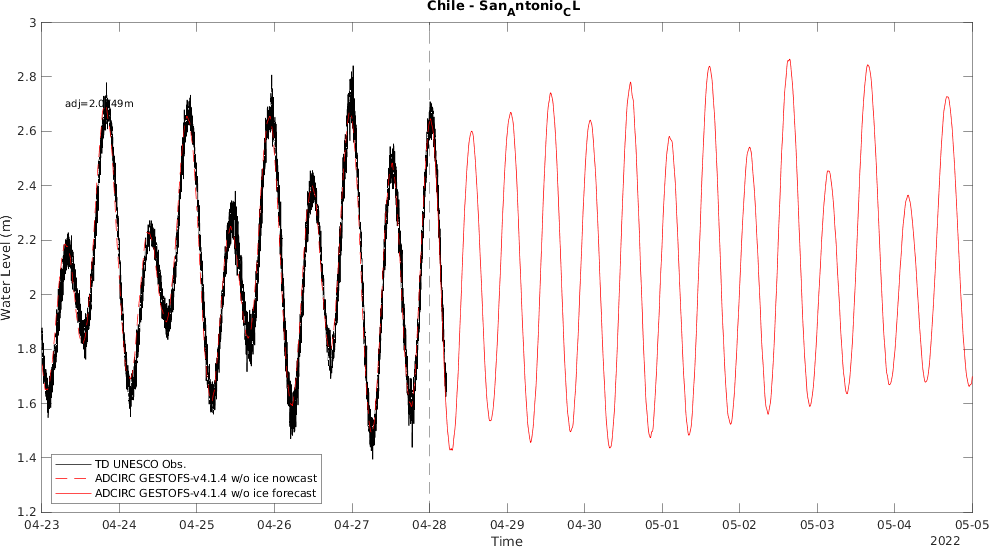 Chile - San_Antonio_CL
3
2.8
2.6
2.4
2.2
2
1.8
1.6
1.4
1.2
Water Level (m)
TD UNESCO Obs.
ADCIRC GESTOFS-v4.1.4 w/o ice nowcast
ADCIRC GESTOFS-v4.1.4 w/o ice forecast
04-23 04-24 04-25 04-26 04-27 04-28 04-29 04-30 05-01 05-02 05-03 05-04 05-05
Time
2022